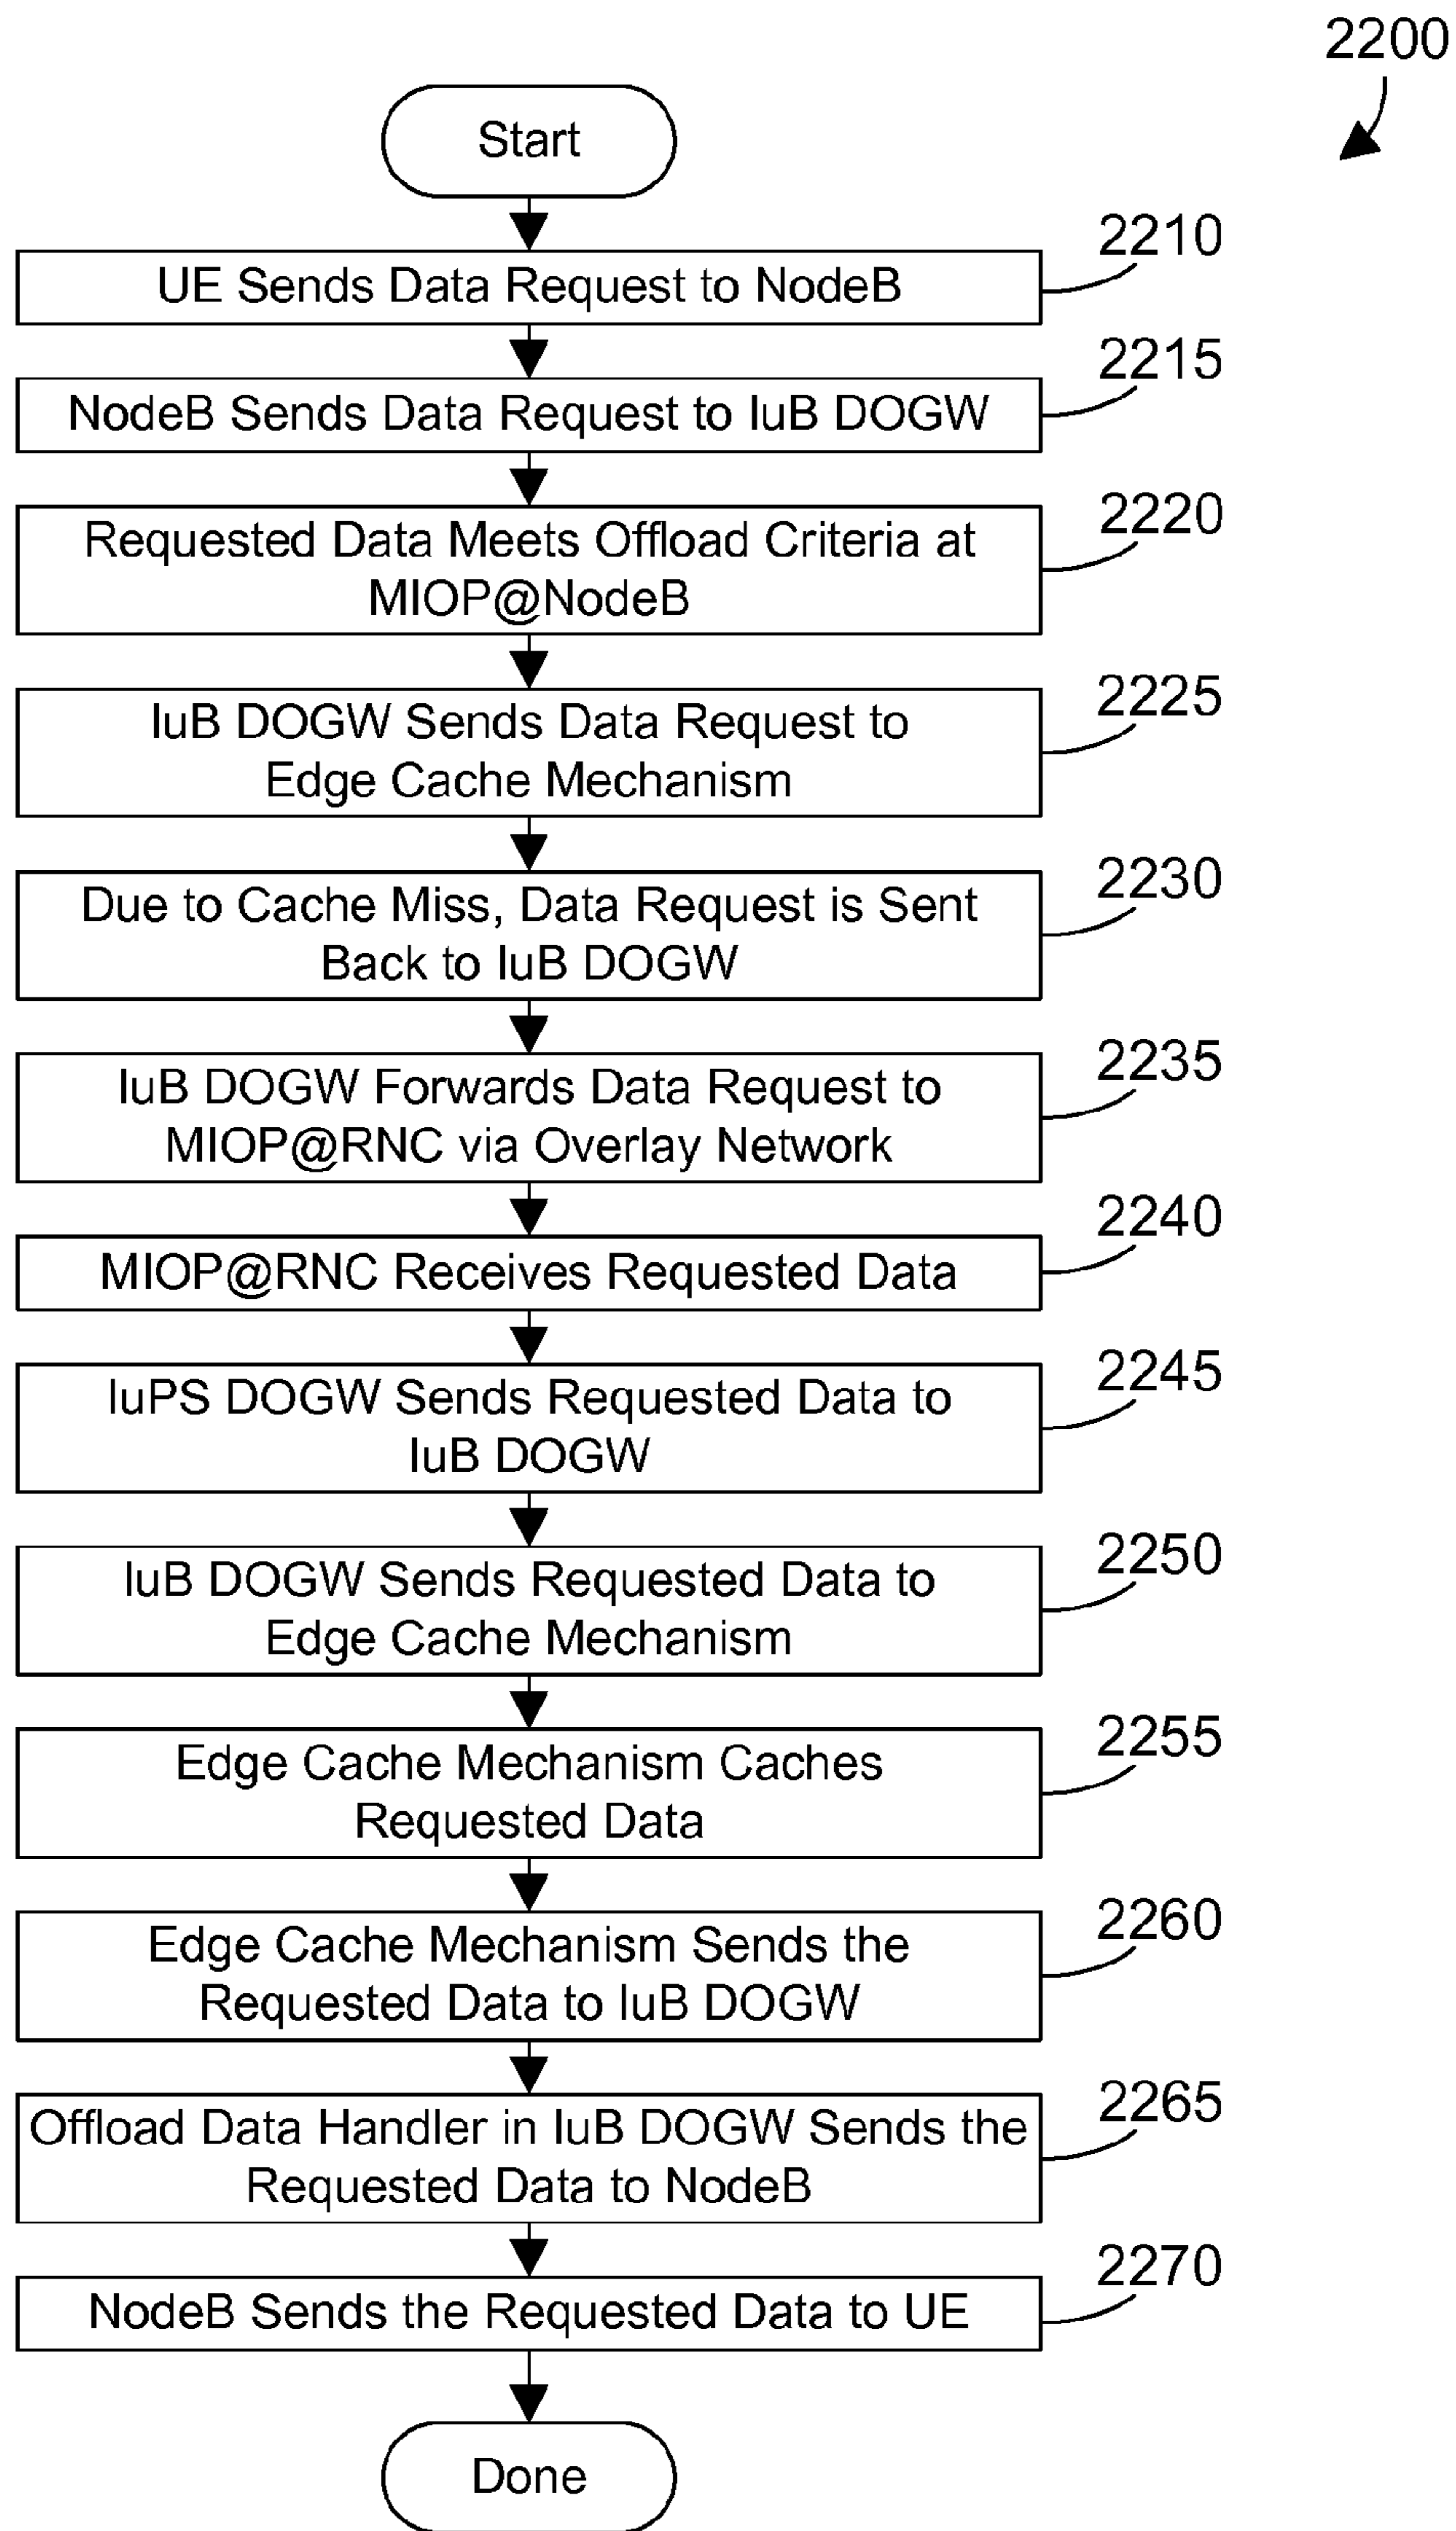 2200
Start
2210
UE Sends Data Request to NodeB
2215
NodeB Sends Data Request to IuB DOGW
2220
Requested Data Meets Offload Criteria at
MIOP@NodeB
2225
IuB DOGW Sends Data Request to
Edge Cache Mechanism
2230
Due to Cache Miss, Data Request is Sent
Back to IuB DOGW
2235
IuB DOGW Forwards Data Request to
MIOP@RNC via Overlay Network
2240
MIOP@RNC Receives Requested Data
2245
IuPS DOGW Sends Requested Data to
IuB DOGW
2250
IuB DOGW Sends Requested Data to
Edge Cache Mechanism
2255
Edge Cache Mechanism Caches
Requested Data
2260
Edge Cache Mechanism Sends the
Requested Data to IuB DOGW
2265
Offload Data Handler in IuB DOGW Sends the
Requested Data to NodeB
2270
NodeB Sends the Requested Data to UE
Done